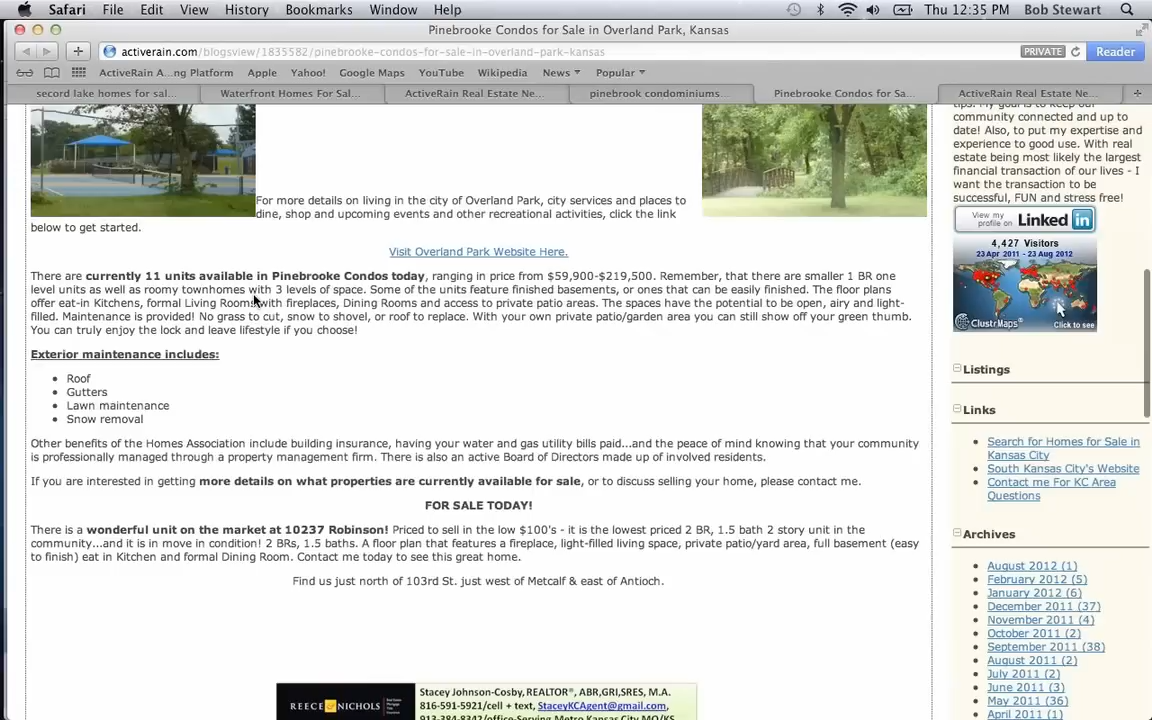 Safari File Edit View History Bookmarks Window Help Thu 12:35 PM Bob Stewart
Pinebrooke Condos for Sale in Overland Park, Kansas
activerain.com/blogsview/1835582/pinebrooke-condos-for-sale-in-overland-park-kansas PRIVATE Reader
ActiveRain A...ng Platform Apple Yahoo! Google Maps YouTube Wikipedia News Popular
secord lake homes for sal... Waterfront Homes For Sal... ActiveRain Real Estate Ne... pinebrook condominiums... Pinebrooke Condos for Sa... ActiveRain Real Estate Ne...
For more details on living in the city of Overland Park, city services and places to
dine, shop and upcoming events and other recreational activities, click the link
below to get started.
Visit Overland Park Website Here.
There are currently 11 units available in Pinebrooke Condos today, ranging in price from $59,900-$219,500. Remember, that there are smaller 1 BR one
level units as well as roomy townhomes with 3 levels of space. Some of the units feature finished basements, or ones that can be easily finished. The floor plans
offer eat-in Kitchens, formal Living Rooms with fireplaces, Dining Rooms and access to private patio areas. The spaces have the potential to be open, airy and light-
filled. Maintenance is provided! No grass to cut, snow to shovel, or roof to replace. With your own private patio/garden area you can still show off your green thumb.
You can truly enjoy the lock and leave lifestyle if you choose!
Exterior maintenance includes:
Roof
Gutters
Lawn maintenance
Snow removal
Other benefits of the Homes Association include building insurance, having your water and gas utility bills paid...and the peace of mind knowing that your community
is professionally managed through a property management firm. There is also an active Board of Directors made up of involved residents.
If you are interested in getting more details on what properties are currently available for sale, or to discuss selling your home, please contact me.
FOR SALE TODAY!
There is a wonderful unit on the market at 10237 Robinson! Priced to sell in the low $100's - it is the lowest priced 2 BR, 1.5 bath 2 story unit in the
community...and it is in move in condition! 2 BRs, 1.5 baths. A floor plan that features a fireplace, light-filled living space, private patio/yard area, full basement (easy
to finish) eat in Kitchen and formal Dining Room. Contact me today to see this great home.
Find us just north of 103rd St. just west of Metcalf & east of Antioch.
REECE & NICHOLS
Stacey Johnson-Cosby, REALTOR®, ABR,GRI,SRES, M.A.
816-591-5921/cell + text, StaceyKCAgent@gmail.com,
913-384-8342/office-Serving Metro Kansas City MO/KS
tips. My goal is to keep our
community connected and up to
date! Also, to put my expertise and
experience to good use. With real
estate being most likely the largest
financial transaction of our lives - I
want the transaction to be
successful, FUN and stress free!
View my profile on Linked in
4,427 Visitors
23 Apr 2011 - 23 Aug 2012
ClustrMaps Click to see
Listings
Links
Search for Homes for Sale in
Kansas City
South Kansas City's Website
Contact me For KC Area
Questions
Archives
August 2012 (1)
February 2012 (5)
January 2012 (6)
December 2011 (37)
November 2011 (4)
October 2011 (2)
September 2011 (38)
August 2011 (2)
July 2011 (2)
June 2011 (3)
May 2011 (36)
April 2011 (1)